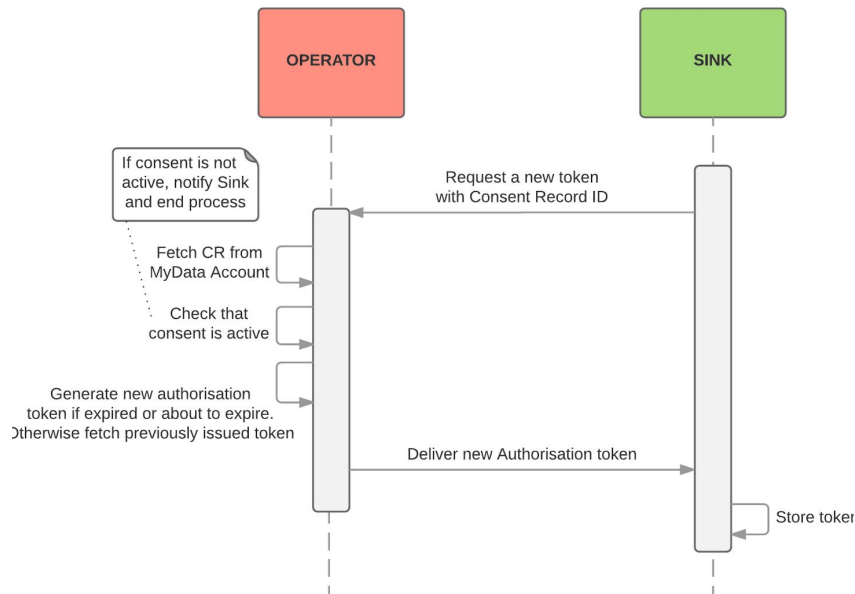 OPERATOR
SINK
If consent is not
active, notify Sink
and end process
Request a new token
with Consent Record ID
Fetch CR from
MyData Account
Check that
consent is active
Generate new authorisation
token if expired or about to expire.
Otherwise fetch previously issued token
Deliver new Authorisation token
Store token